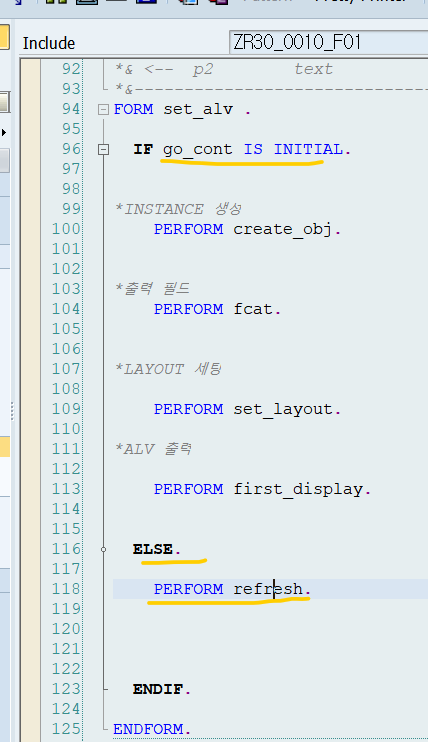 Include ZR30_0010_F01
92 *& <-- p2 text
93 *&--------------------------------
94 FORM set_alv .
95
96 IF go_cont IS INITIAL.
97
98
99 *INSTANCE 생성
100 PERFORM create_obj.
101
102
103 *출력 필드
104 PERFORM fcat.
105
106
107 *LAYOUT 세팅
108
109 PERFORM set_layout.
110
111 *ALV 출력
112
113 PERFORM first_display.
114
115
116 ELSE.
117
118 PERFORM refresh.
119
120
121
122
123 ENDIF.
124
125 ENDFORM.